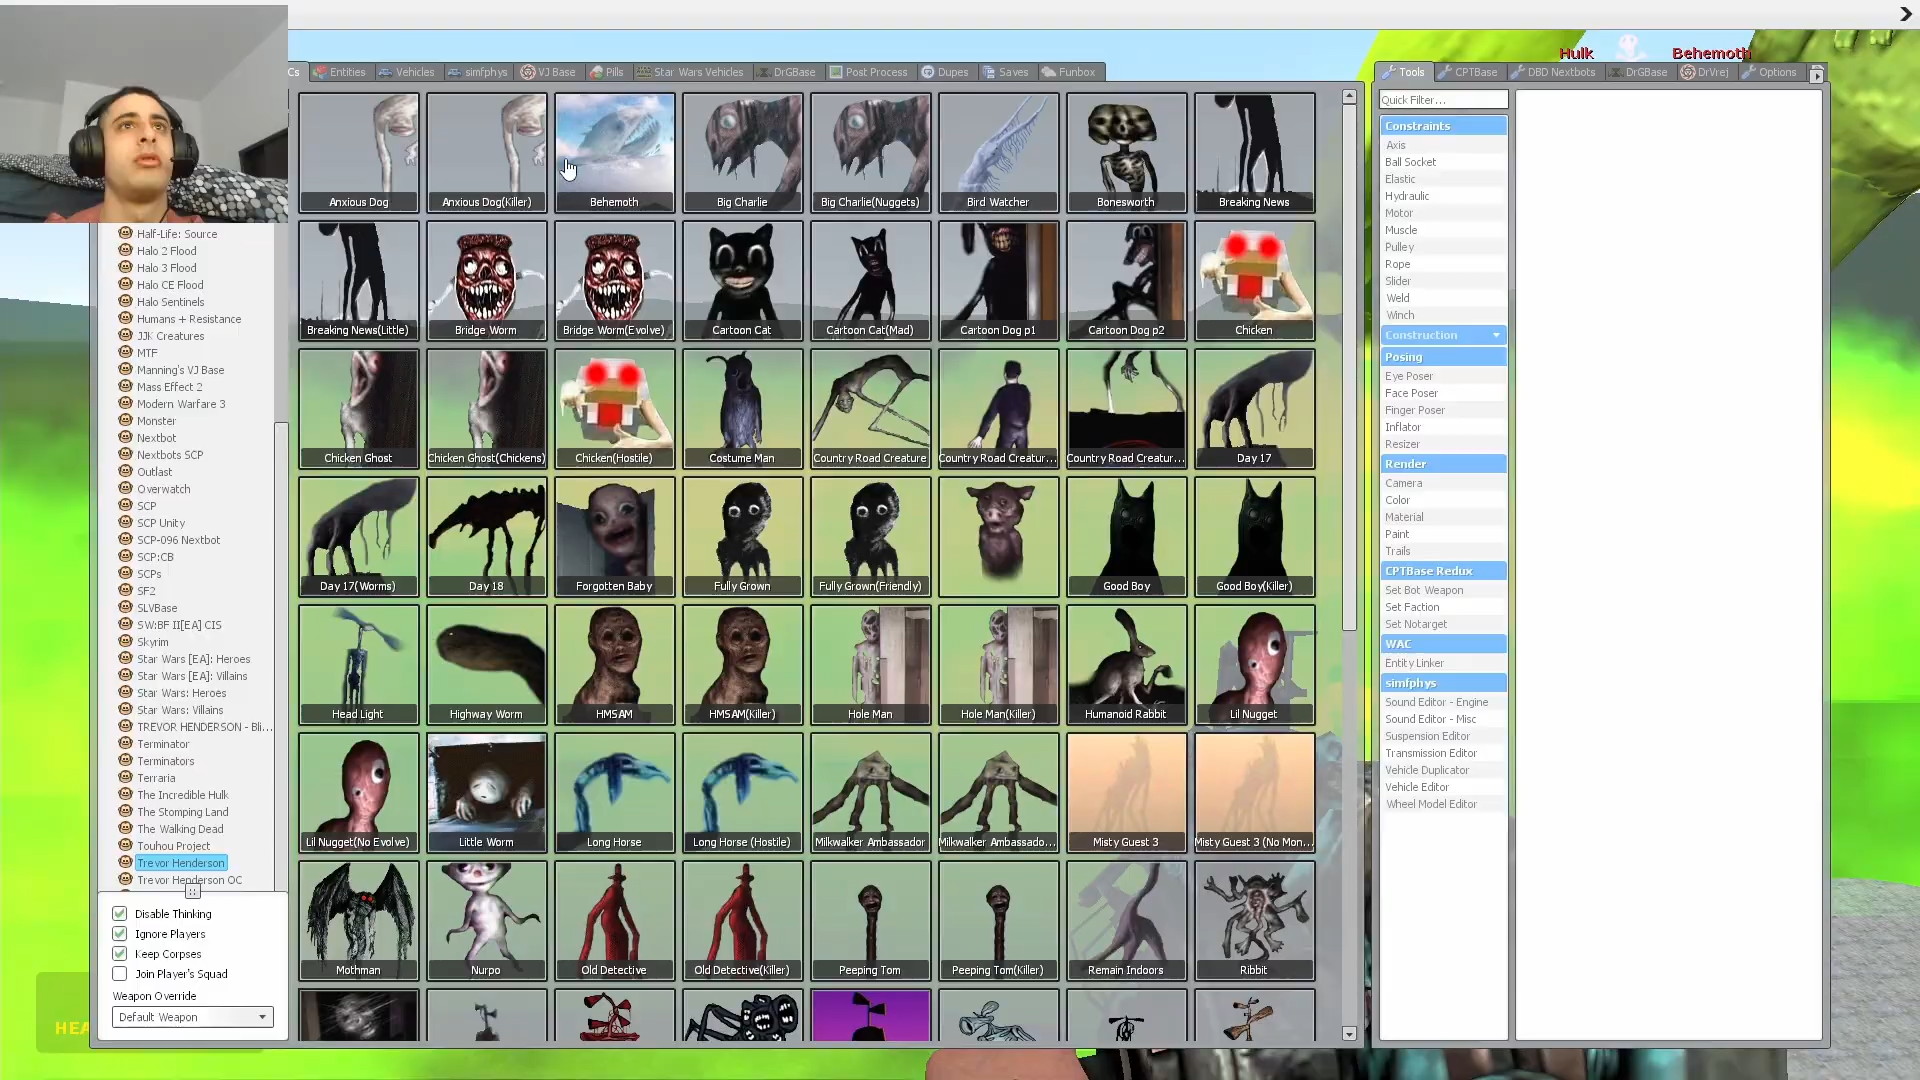 Hulk
Behemoth
Cs
Entities
Vehicles
simfphys
VJ Base
Pills
Star Wars Vehicles
DrGBase
Post Process
Dupes
Saves
Funbox
Tools
CPTBase
DBD Nextbots
DrGBase
DrVrej
Options
Half-Life: Source
Halo 2 Flood
Halo 3 Flood
Halo CE Flood
Halo Sentinels
Humans + Resistance
JJK Creatures
MTF
Manning's VJ Base
Mass Effect 2
Modern Warfare 3
Monster
Nextbot
Nextbots SCP
Outlast
Overwatch
SCP
SCP Unity
SCP-096 Nextbot
SCP:CB
SCPs
SF2
SLVBase
SW:BF II[EA] CIS
Skyrim
Star Wars [EA]: Heroes
Star Wars [EA]: Villains
Star Wars: Heroes
Star Wars: Villains
TREVOR HENDERSON - Bli...
Terminator
Terminators
Terraria
The Incredible Hulk
The Stomping Land
The Walking Dead
Touhou Project
Trevor Henderson
Trevor Henderson OC
Disable Thinking
Ignore Players
Keep Corpses
Join Player's Squad
Weapon Override
Default Weapon
HEA
Anxious Dog
Anxious Dog(Killer)
Behemoth
Big Charlie
Big Charlie(Nuggets)
Bird Watcher
Bonesworth
Breaking News
Breaking News(Little)
Bridge Worm
Bridge Worm(Evolve)
Cartoon Cat
Cartoon Cat(Mad)
Cartoon Dog p1
Cartoon Dog p2
Chicken
Chicken Ghost
Chicken Ghost(Chickens)
Chicken(Hostile)
Costume Man
Country Road Creature
Country Road Creatur...
Country Road Creatur...
Day 17
Day 17(Worms)
Day 18
Forgotten Baby
Fully Grown
Fully Grown(Friendly)
Good Boy
Good Boy(Killer)
Head Light
Highway Worm
HMSAM
HMSAM(Killer)
Hole Man
Hole Man(Killer)
Humanoid Rabbit
Lil Nugget
Lil Nugget(No Evolve)
Little Worm
Long Horse
Long Horse (Hostile)
Milkwalker Ambassador
Milkwalker Ambassado...
Misty Guest 3
Misty Guest 3 (No Mon...
Mothman
Nurpo
Old Detective
Old Detective(Killer)
Peeping Tom
Peeping Tom(Killer)
Remain Indoors
Ribbit
Quick Filter...
Constraints
Axis
Ball Socket
Elastic
Hydraulic
Motor
Muscle
Pulley
Rope
Slider
Weld
Winch
Construction
Posing
Eye Poser
Face Poser
Finger Poser
Inflator
Resizer
Render
Camera
Color
Material
Paint
Trails
CPTBase Redux
Set Bot Weapon
Set Faction
Set Notarget
WAC
Entity Linker
simfphys
Sound Editor - Engine
Sound Editor - Misc
Suspension Editor
Transmission Editor
Vehicle Duplicator
Vehicle Editor
Wheel Model Editor